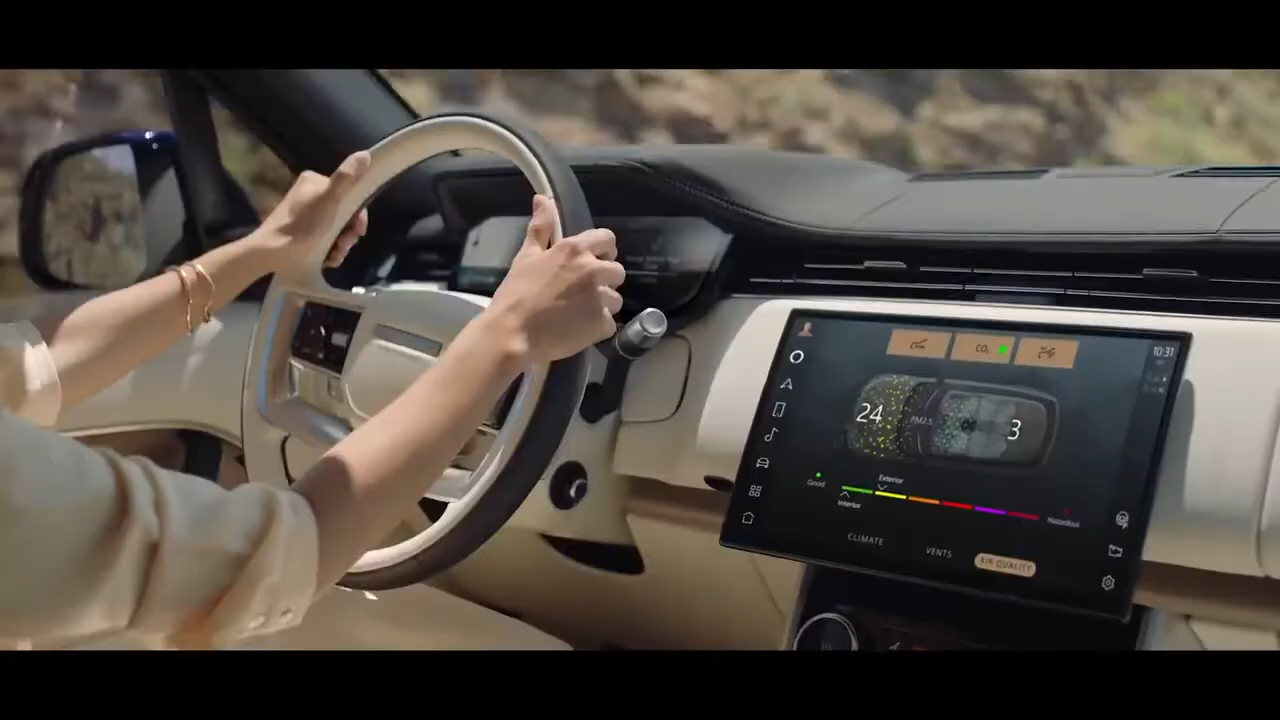 CO₂
10:31
24
PM2.5
3
Good
Exterior
Interior
Hazardous
CLIMATE
VENTS
AIR QUALITY